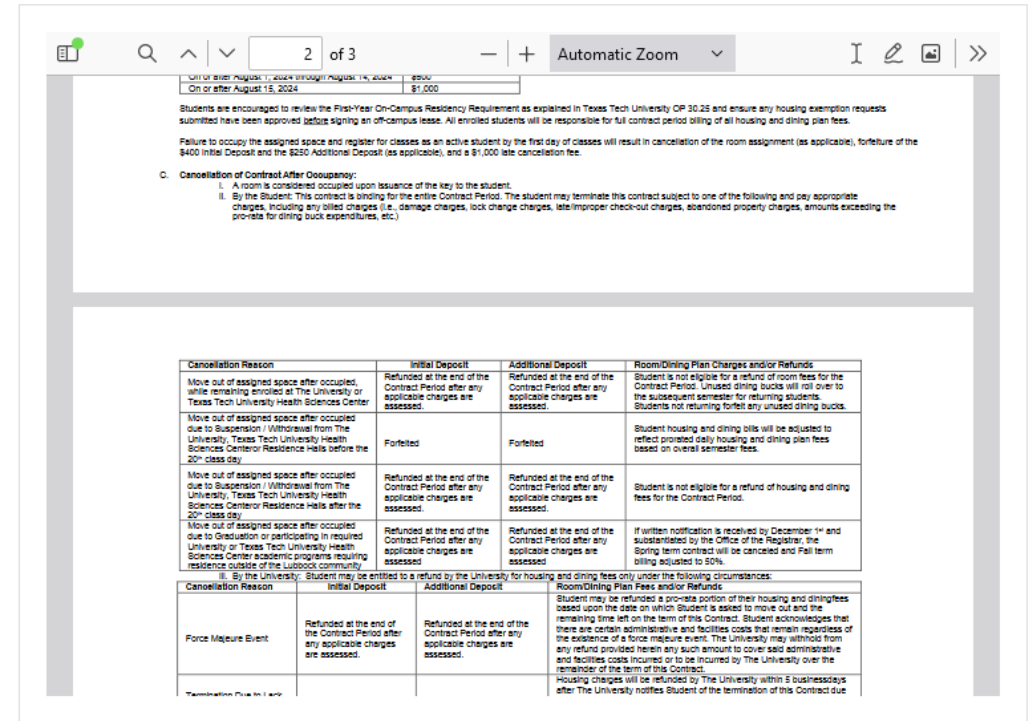 2 of 3
Automatic Zoom
On or after August 1, 2024 through August 14, 2024 $500
On or after August 15, 2024 $1,000
Students are encouraged to review the First-Year On-Campus Residency Requirement as explained in Texas Tech University OP 30.25 and ensure any housing exemption requests
submitted have been approved before signing an off-campus lease. All enrolled students will be responsible for full contract period billing of all housing and dining plan fees.
Failure to occupy the assigned space and register for classes as an active student by the first day of classes will result in cancellation of the room assignment (as applicable), forfeiture of the
$400 Initial Deposit and the $250 Additional Deposit (as applicable), and a $1,000 late cancellation fee.
C. Cancellation of Contract After Occupancy:
I. A room is considered occupied upon issuance of the key to the student.
II. By the Student: This contract is binding for the entire Contract Period. The student may terminate this contract subject to one of the following and pay appropriate
charges, including any billed charges (i.e., damage charges, lock change charges, late/improper check-out charges, abandoned property charges, amounts exceeding the
pro-rata for dining buck expenditures, etc.)
Cancellation Reason Initial Deposit Additional Deposit Room/Dining Plan Charges and/or Refunds
Move out of assigned space after occupied,
while remaining enrolled at The University or
Texas Tech University Health Sciences Center
Refunded at the end of the
Contract Period after any
applicable charges are
assessed.
Refunded at the end of the
Contract Period after any
applicable charges are
assessed.
Student is not eligible for a refund of room fees for the
Contract Period. Unused dining bucks will roll over to
the subsequent semester for returning students.
Students not returning forfeit any unused dining bucks.
Move out of assigned space after occupied
due to Suspension / Withdrawal from The
University, Texas Tech University Health
Sciences Centeror Residence Halls before the
20th class day
Forfeited
Forfeited
Student housing and dining bills will be adjusted to
reflect prorated daily housing and dining plan fees
based on overall semester fees.
Move out of assigned space after occupied
due to Suspension / Withdrawal from The
University, Texas Tech University Health
Sciences Centeror Residence Halls after the
20th class day
Refunded at the end of the
Contract Period after any
applicable charges are
assessed.
Refunded at the end of the
Contract Period after any
applicable charges are
assessed.
Student is not eligible for a refund of housing and dining
fees for the Contract Period.
Move out of assigned space after occupied
due to Graduation or participating in required
University or Texas Tech University Health
Sciences Center academic programs requiring
residence outside of the Lubbock community
Refunded at the end of the
Contract Period after any
applicable charges are
assessed
Refunded at the end of the
Contract Period after any
applicable charges are
assessed
If written notification is received by December 1st and
substantiated by the Office of the Registrar, the
Spring term contract will be canceled and Fall term
billing adjusted to 50%.
III. By the University: Student may be entitled to a refund by the University for housing and dining fees only under the following circumstances:
Cancellation Reason Initial Deposit Additional Deposit Room/Dining Plan Fees and/or Refunds
Force Majeure Event
Refunded at the end of
the Contract Period after
any applicable charges
are assessed.
Refunded at the end of the
Contract Period after any
applicable charges are
assessed.
Student may be refunded a pro-rata portion of their housing and diningfees
based upon the date on which Student is asked to move out and the
remaining time left on the term of this Contract. Student acknowledges that
there are certain administrative and facilities costs that remain regardless of
the existence of a force majeure event. The University may withhold from
any refund provided herein any such amount to cover said administrative
and facilities costs incurred or to be incurred by The University over the
remainder of the term of this Contract.
Termination Due to Lack
Housing charges will be refunded by The University within 5 businessdays
after The University notifies Student of the termination of this Contract due